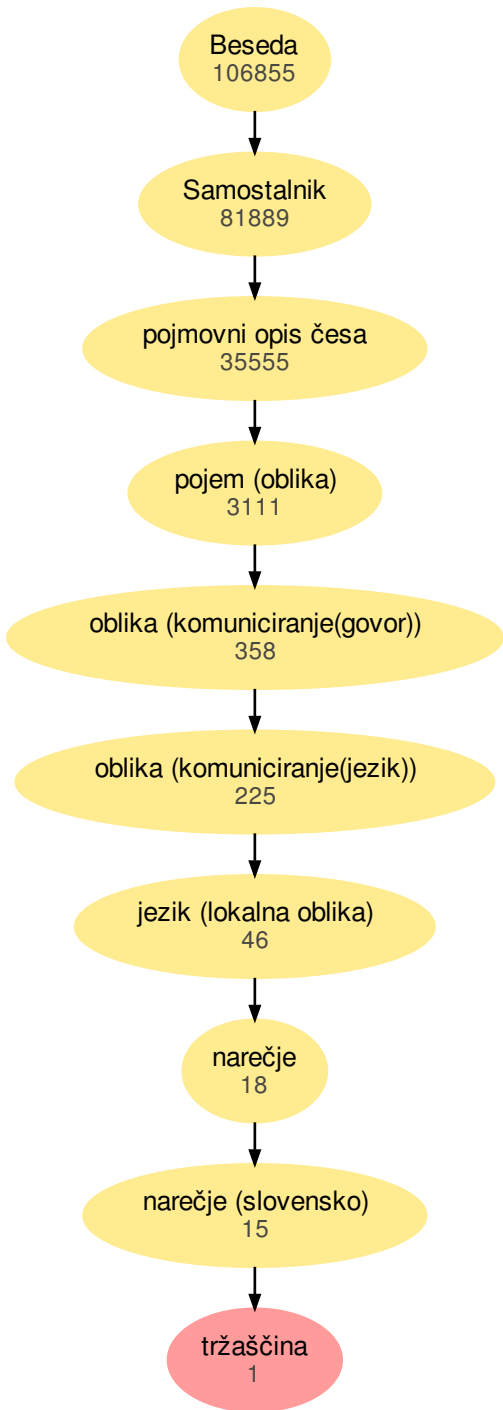 Beseda
106855
Samostalnik
81889
pojmovni opis česa
35555
pojem (oblika)
3111
oblika (komuniciranje(govor))
358
oblika (komuniciranje(jezik))
225
jezik (lokalna oblika)
46
narečje
18
narečje (slovensko)
15
tržaščina
1